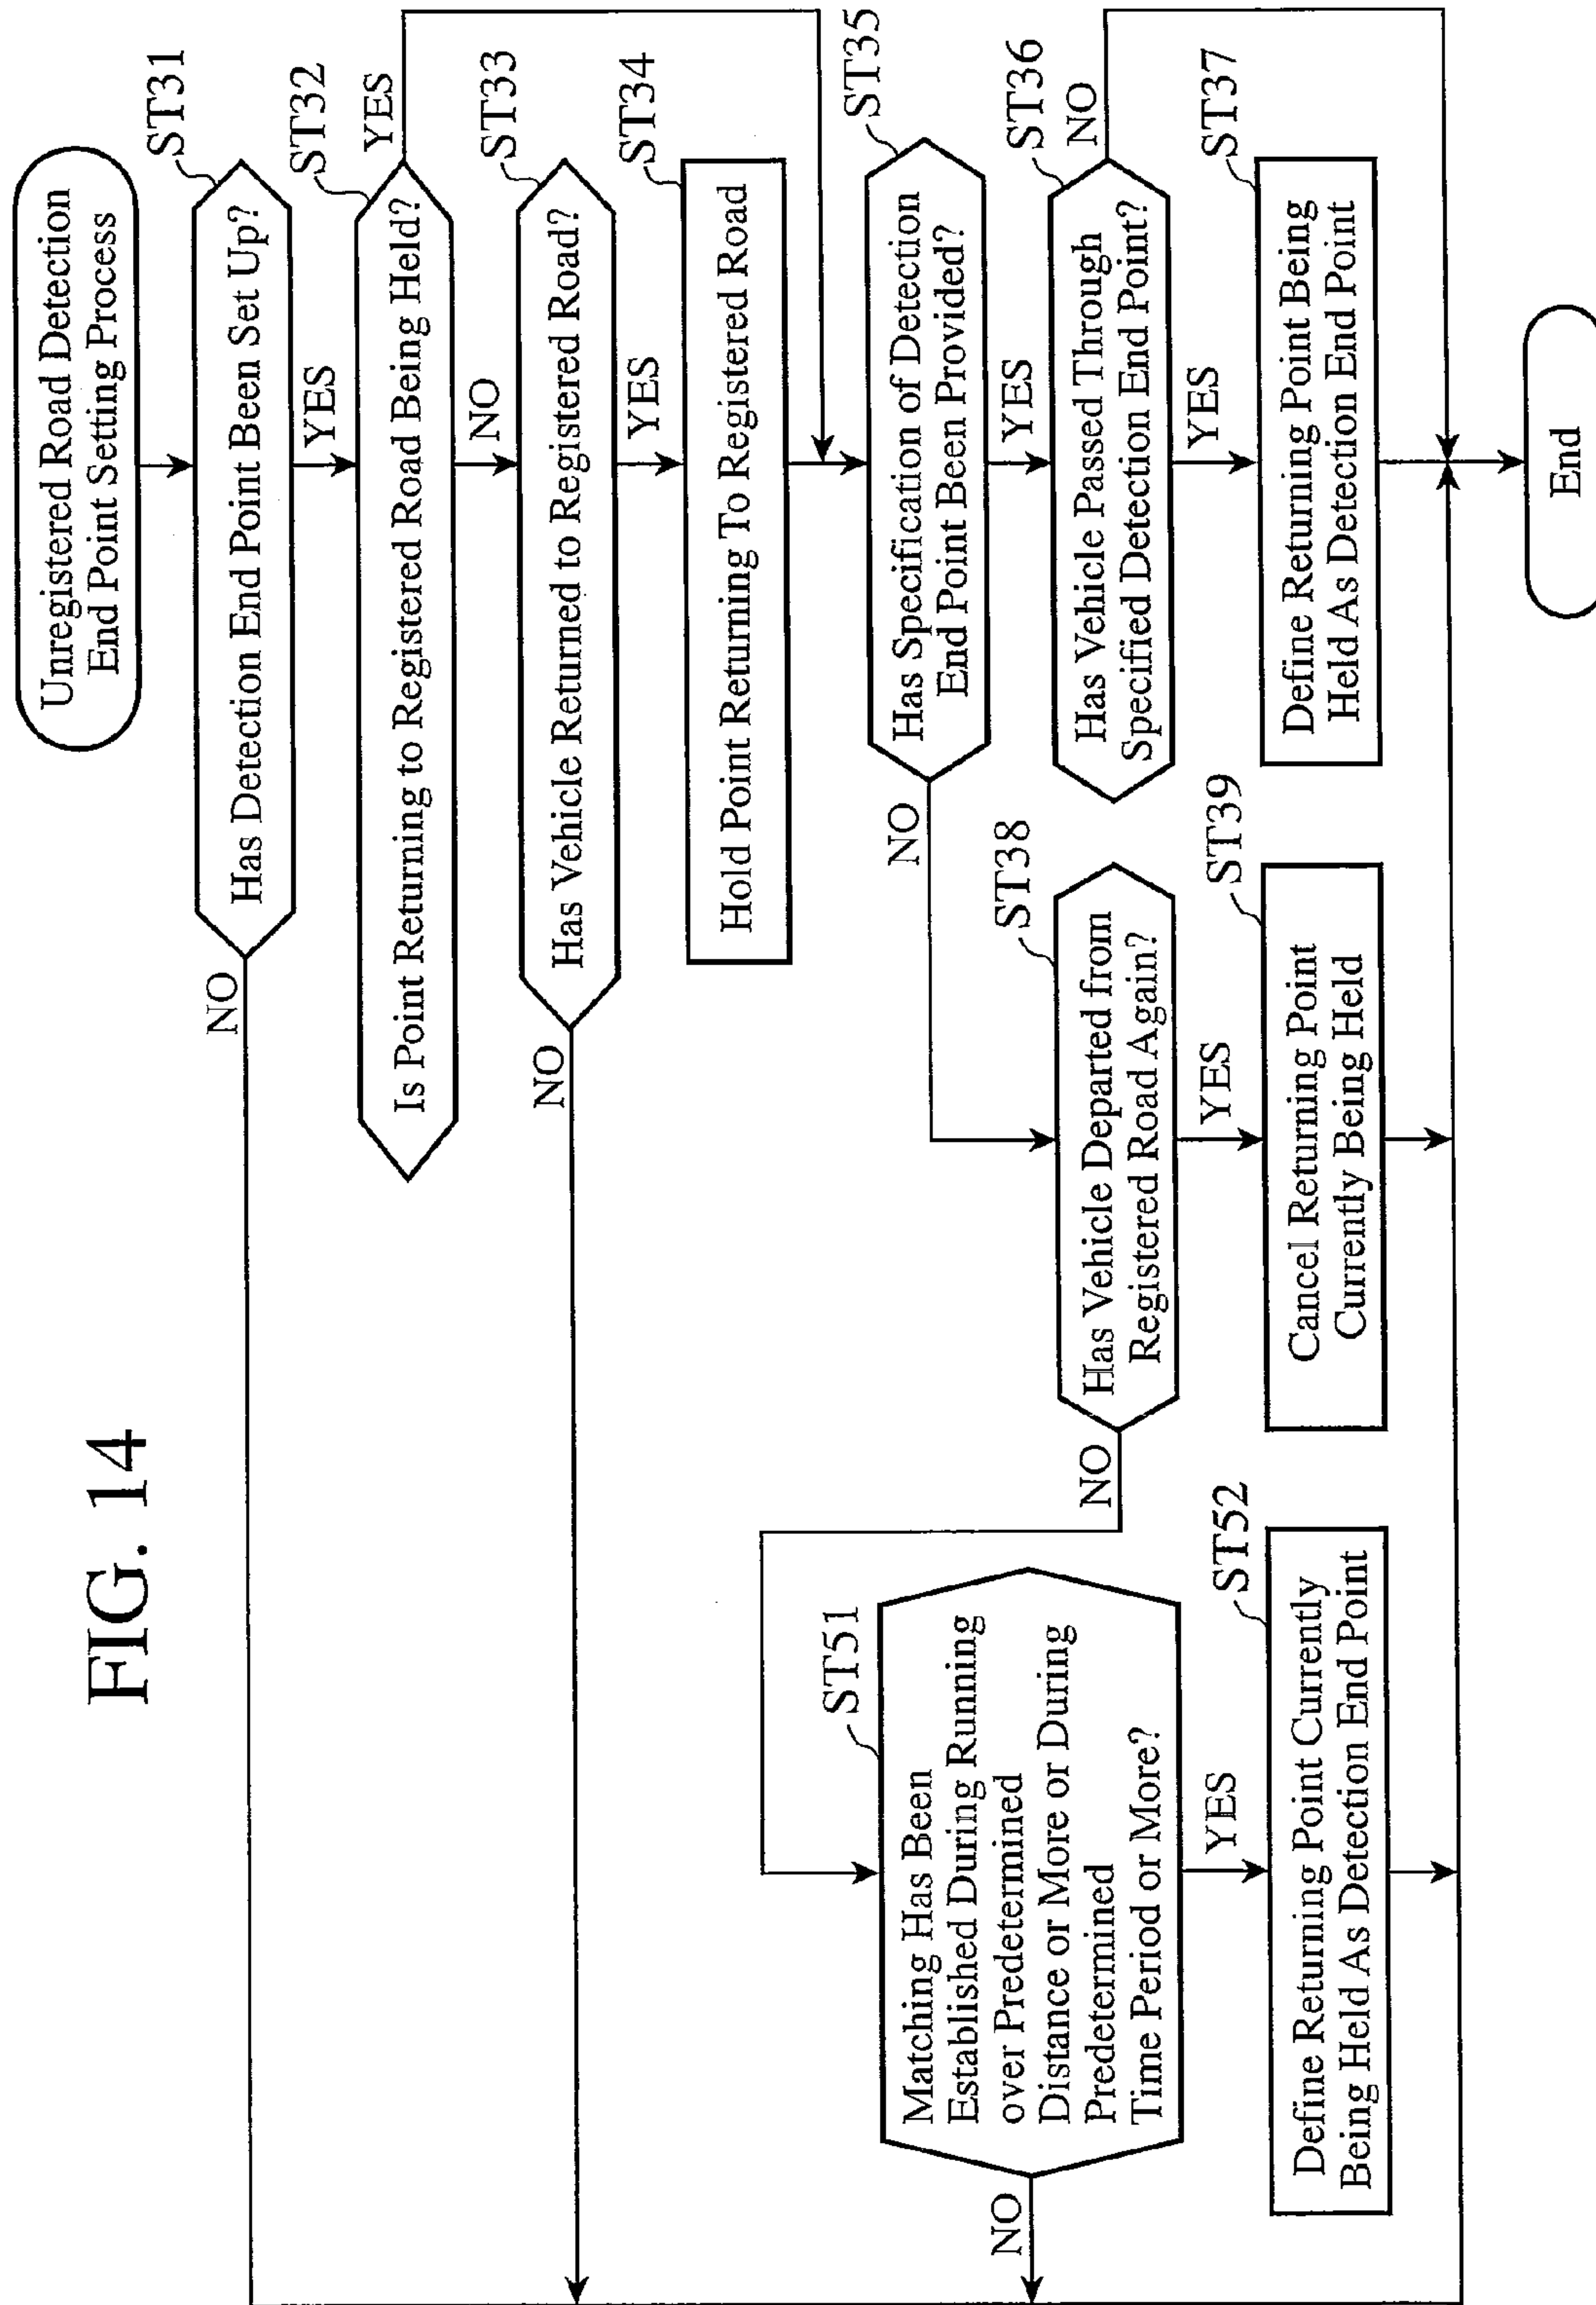 FIG. 14
Unregistered Road Detection
End Point Setting Process
ST31
Has Detection End Point Been Set Up?
NO
YES
ST32
Is Point Returning to Registered Road Being Held?
YES
NO
ST33
Has Vehicle Returned to Registered Road?
NO
YES
ST34
Hold Point Returning To Registered Road
ST35
Has Specification of Detection
End Point Been Provided?
NO
YES
ST36
Has Vehicle Passed Through
Specified Detection End Point?
NO
YES
ST37
Define Returning Point Being
Held As Detection End Point
ST38
Has Vehicle Departed from
Registered Road Again?
NO
YES
ST39
Cancel Returning Point
Currently Being Held
ST51
Matching Has Been
Established During Running
over Predetermined
Distance or More or During
Predetermined
Time Period or More?
NO
YES
ST52
Define Returning Point Currently
Being Held As Detection End Point
End